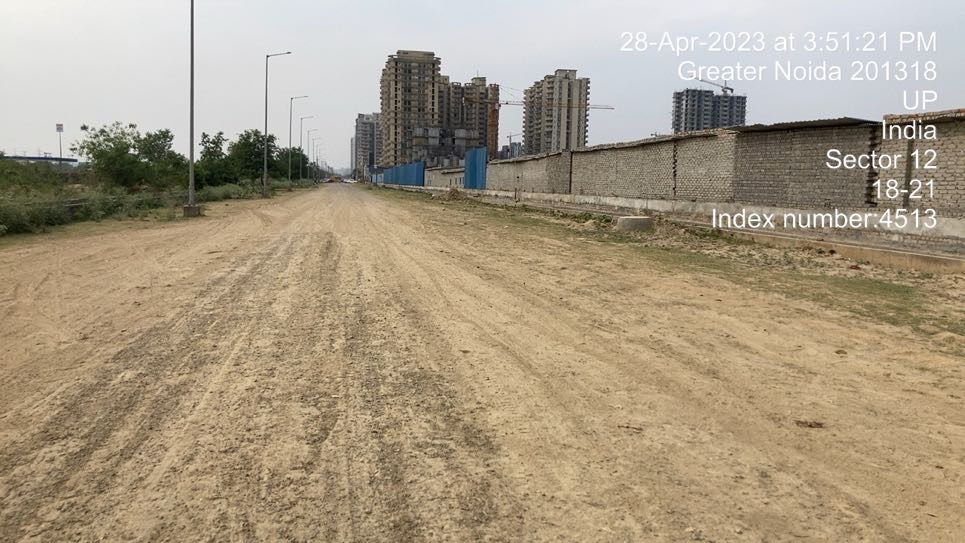 28-Apr-2023 at 3:51:21 PM
Greater Noida 201318
UP
India
Sector 12
18-21
Index number:4513